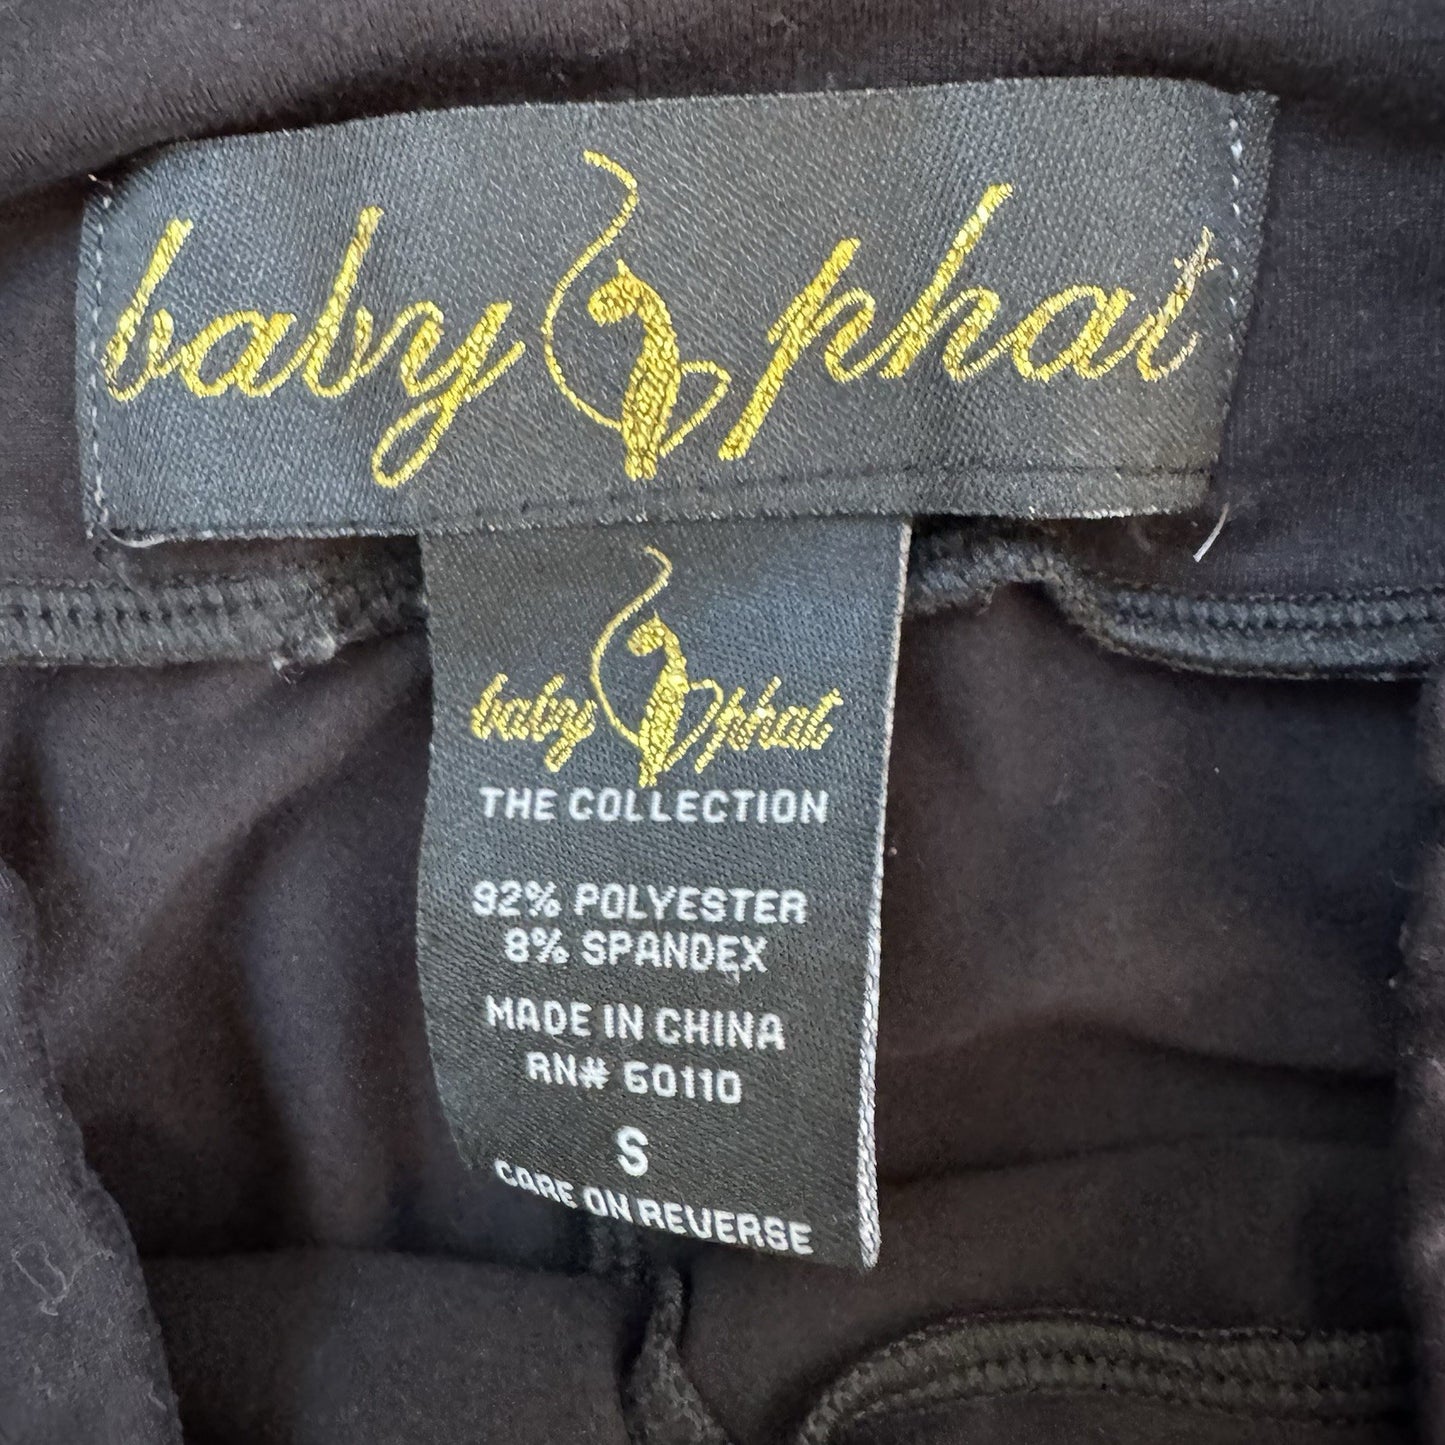 baby phat
baby phat
THE COLLECTION
92% POLYESTER
8% SPANDEX
MADE IN CHINA
RN# 60110
S
CARE ON REVERSE